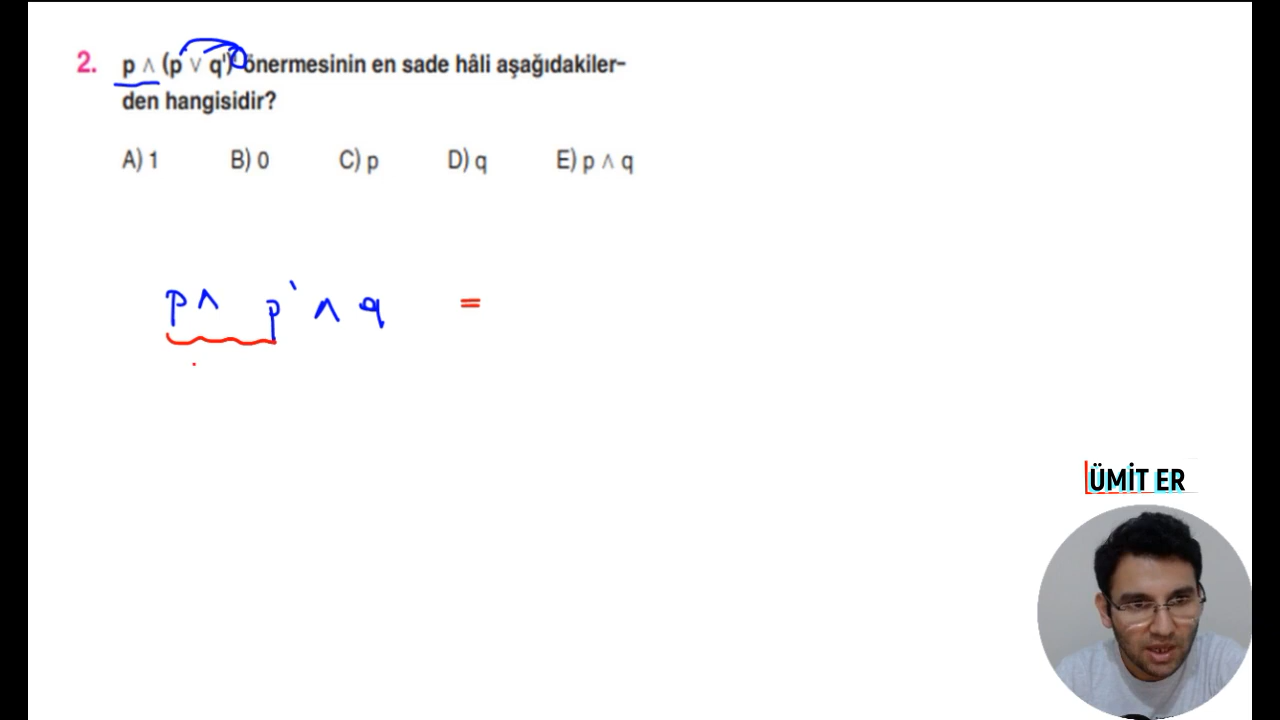 2. p ∧ (p ∨ q')' önermesinin en sade hâli aşağıdakiler-
den hangisidir?
A) 1 B) 0 C) p D) q E) p ∧ q
p ∧ p' ∧ q =
ÜMİT ER